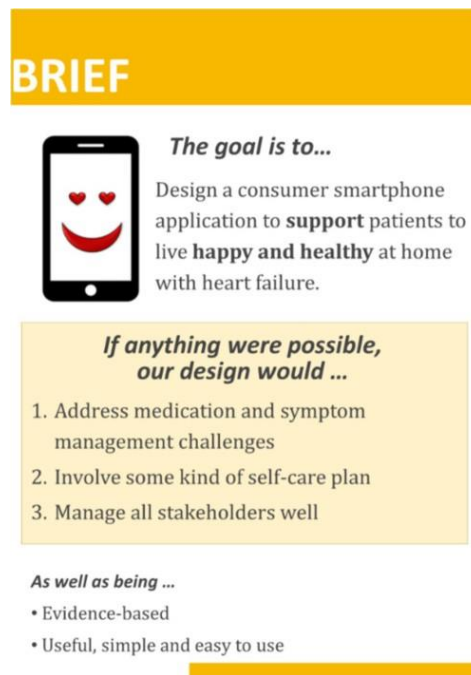 BRIEF
The goal is to...
Design a consumer smartphone
application to support patients to
live happy and healthy at home
with heart failure.
If anything were possible,
our design would ...
1. Address medication and symptom
management challenges
2. Involve some kind of self-care plan
3. Manage all stakeholders well
As well as being ...
• Evidence-based
• Useful, simple and easy to use